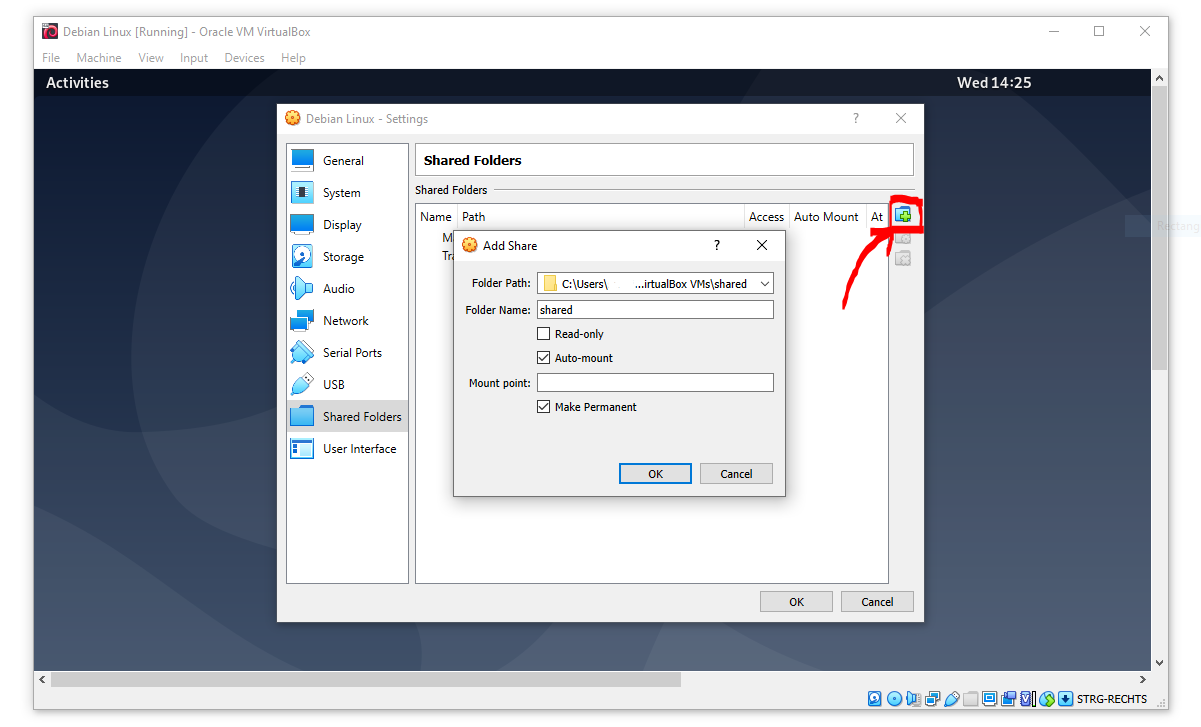 Debian Linux [Running] - Oracle VM VirtualBox
File Machine View Input Devices Help
Activities Wed 14:25
Debian Linux - Settings ?
General
System
Display
Storage
Audio
Network
Serial Ports
USB
Shared Folders
User Interface
Shared Folders
Shared Folders
Name Path Access Auto Mount At
Add Share ?
Folder Path: C:\Users\ ...irtualBox VMs\shared
Folder Name: shared
Read-only
Auto-mount
Mount point:
Make Permanent
OK Cancel
OK Cancel
Rectang
STRG-RECHTS